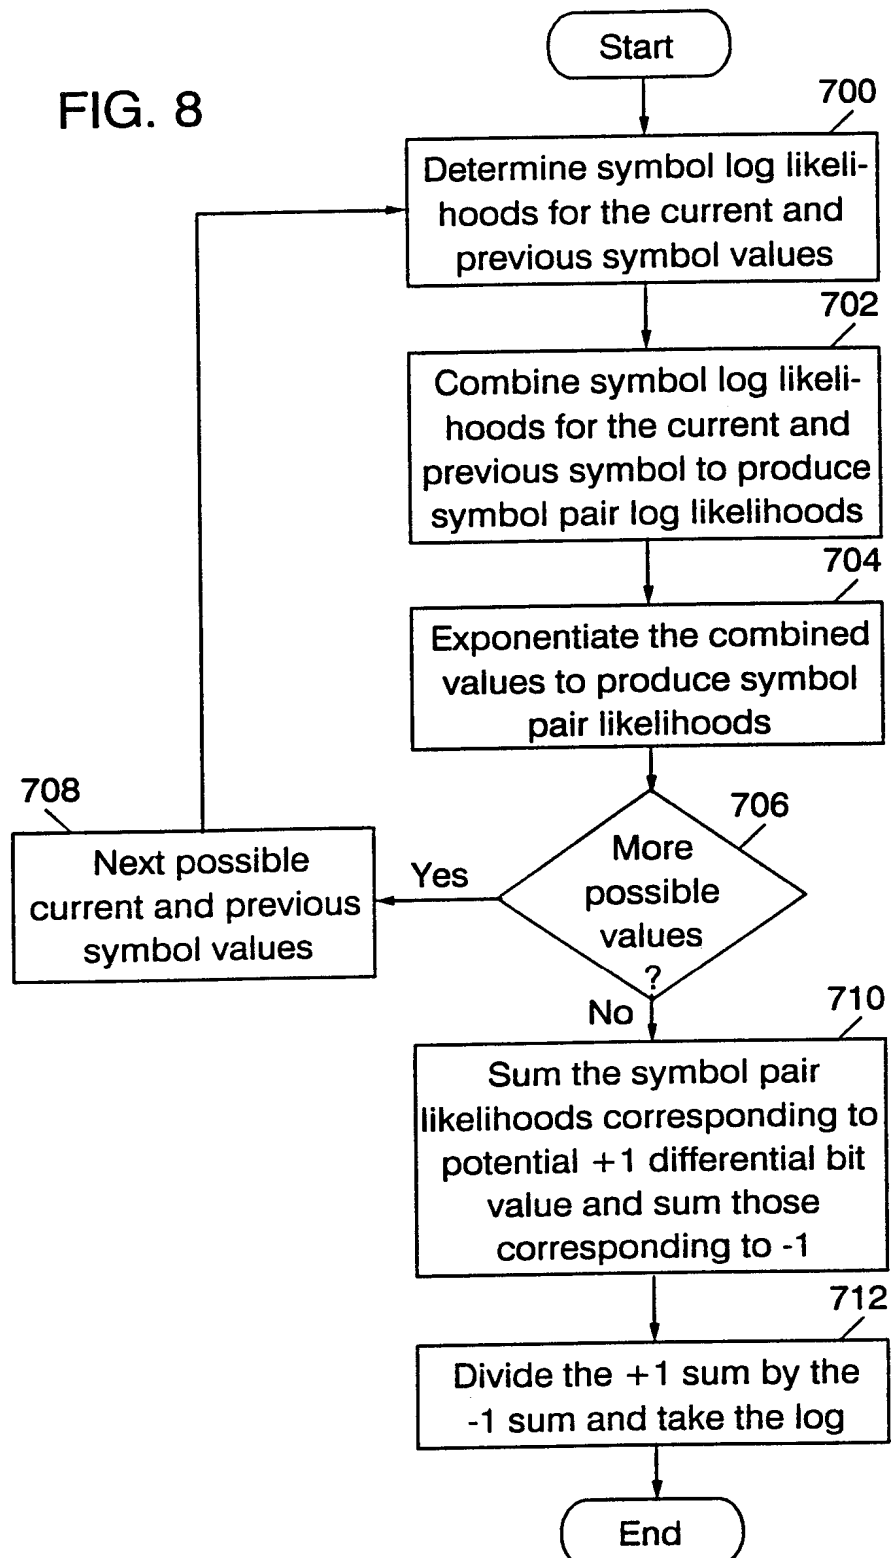 Start
FIG. 8
700
Determine symbol log likeli-
hoods for the current and
previous symbol values
702
Combine symbol log likeli-
hoods for the current and
previous symbol to produce
symbol pair log likelihoods
704
Exponentiate the combined
values to produce symbol
pair likelihoods
706
More
possible
values
?
Yes
708
Next possible
current and previous
symbol values
No
710
Sum the symbol pair
likelihoods corresponding to
potential +1 differential bit
value and sum those
corresponding to -1
712
Divide the +1 sum by the
-1 sum and take the log
End